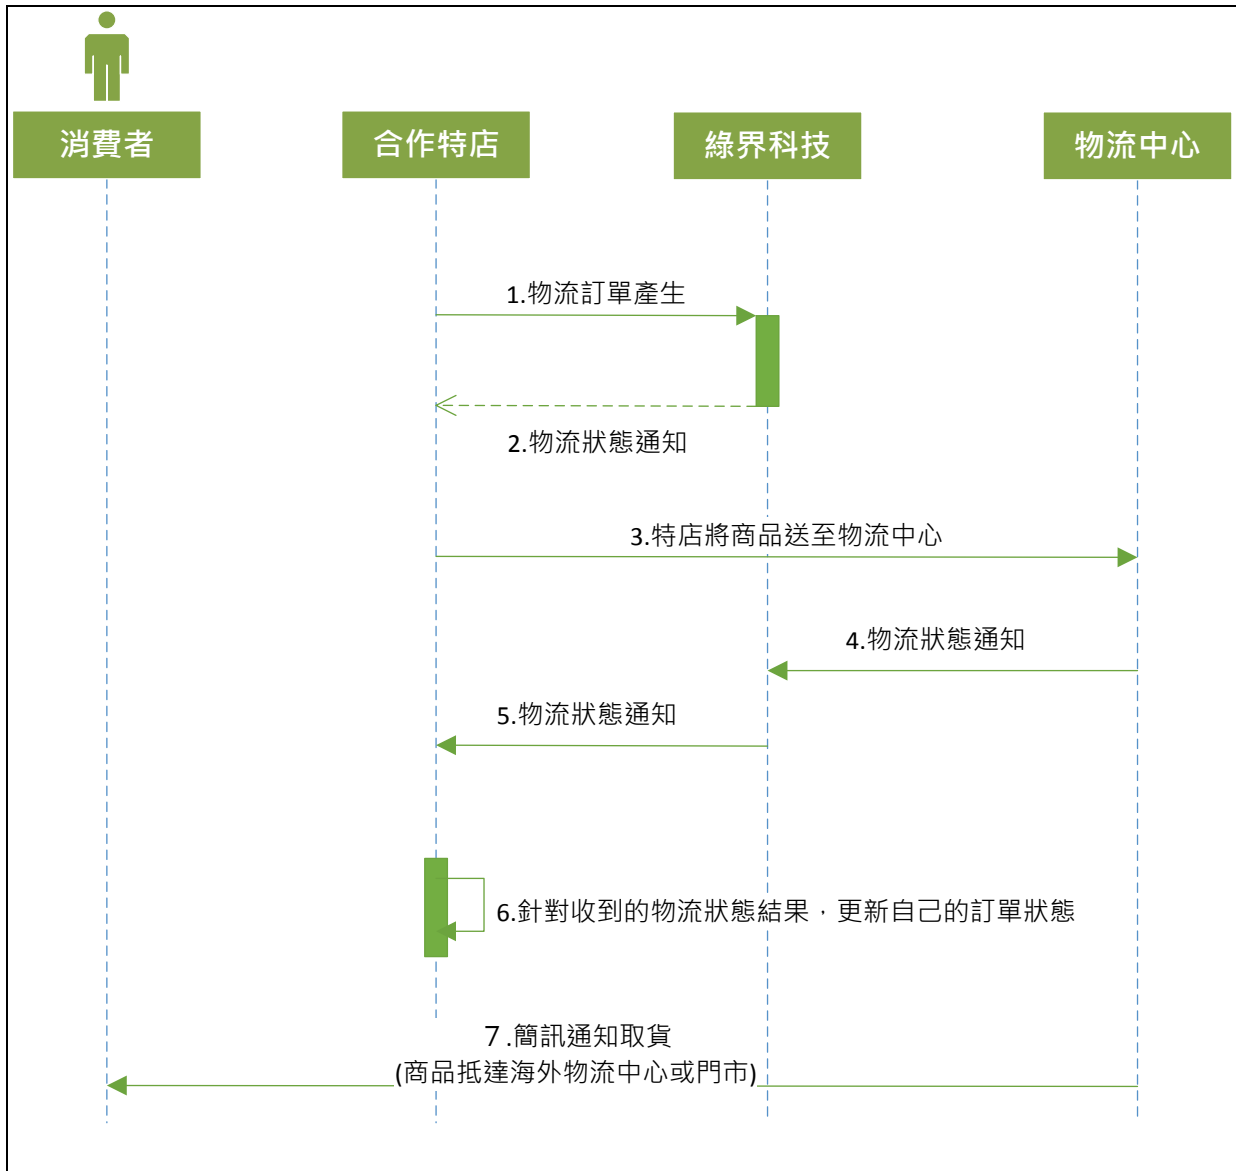 消費者
合作特店
綠界科技
物流中心
1.物流訂單產生
2.物流狀態通知
3.特店將商品送至物流中心
4.物流狀態通知
5.物流狀態通知
6.針對收到的物流狀態結果，更新自己的訂單狀態
７.簡訊通知取貨
(商品抵達海外物流中心或門市)